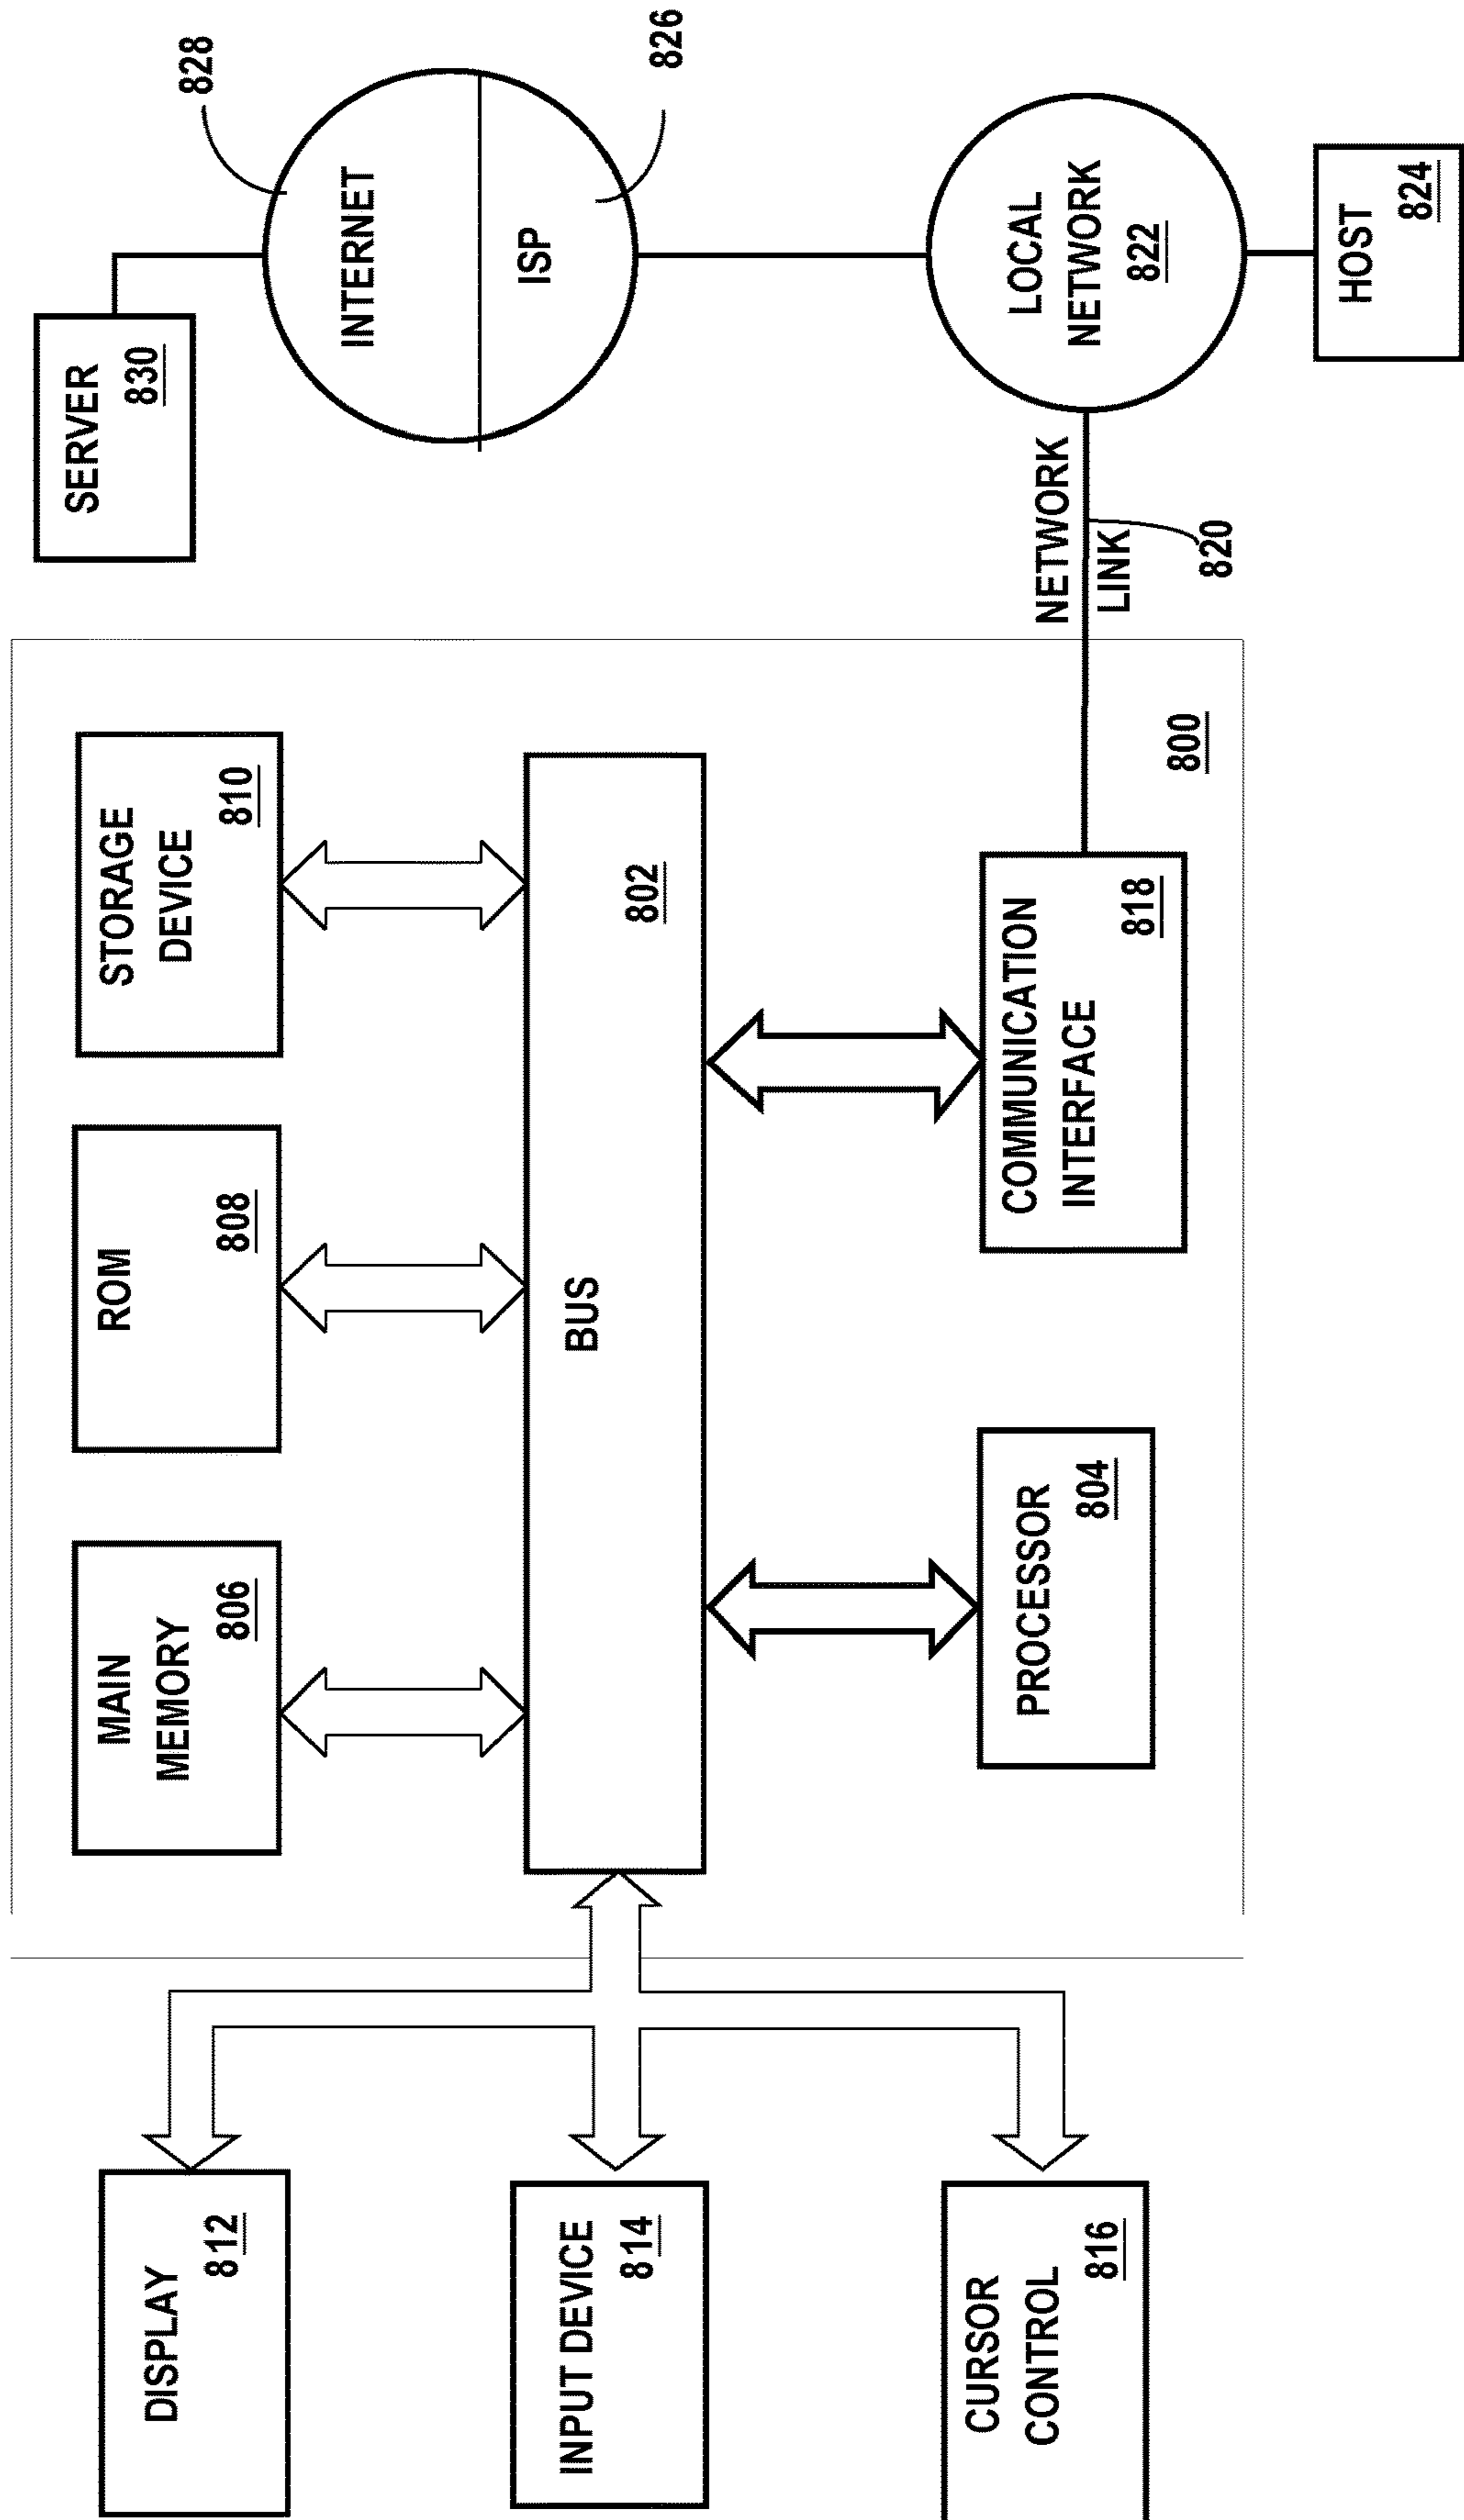 DISPLAY
812
INPUT DEVICE
814
CURSOR
CONTROL
816
MAIN
MEMORY
806
ROM
808
STORAGE
DEVICE
810
BUS
802
PROCESSOR
804
COMMUNICATION
INTERFACE
818
800
SERVER
830
828
INTERNET
ISP
826
NETWORK
LINK
820
LOCAL
NETWORK
822
HOST
824